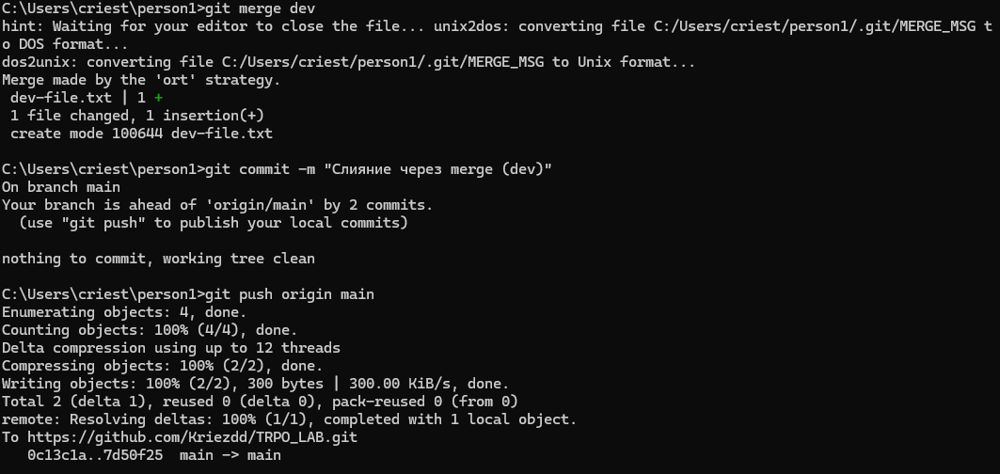 C:\Users\criest\person1>git merge dev
hint: Waiting for your editor to close the file... unix2dos: converting file C:/Users/criest/person1/.git/MERGE_MSG t
o DOS format...
dos2unix: converting file C:/Users/criest/person1/.git/MERGE_MSG to Unix format...
Merge made by the 'ort' strategy.
 dev-file.txt | 1 +
 1 file changed, 1 insertion(+)
 create mode 100644 dev-file.txt

C:\Users\criest\person1>git commit -m "Слияние через merge (dev)"
On branch main
Your branch is ahead of 'origin/main' by 2 commits.
  (use "git push" to publish your local commits)

nothing to commit, working tree clean

C:\Users\criest\person1>git push origin main
Enumerating objects: 4, done.
Counting objects: 100% (4/4), done.
Delta compression using up to 12 threads
Compressing objects: 100% (2/2), done.
Writing objects: 100% (2/2), 300 bytes | 300.00 KiB/s, done.
Total 2 (delta 1), reused 0 (delta 0), pack-reused 0 (from 0)
remote: Resolving deltas: 100% (1/1), completed with 1 local object.
To https://github.com/Kriezdd/TRPO_LAB.git
   0c13c1a..7d50f25  main -> main